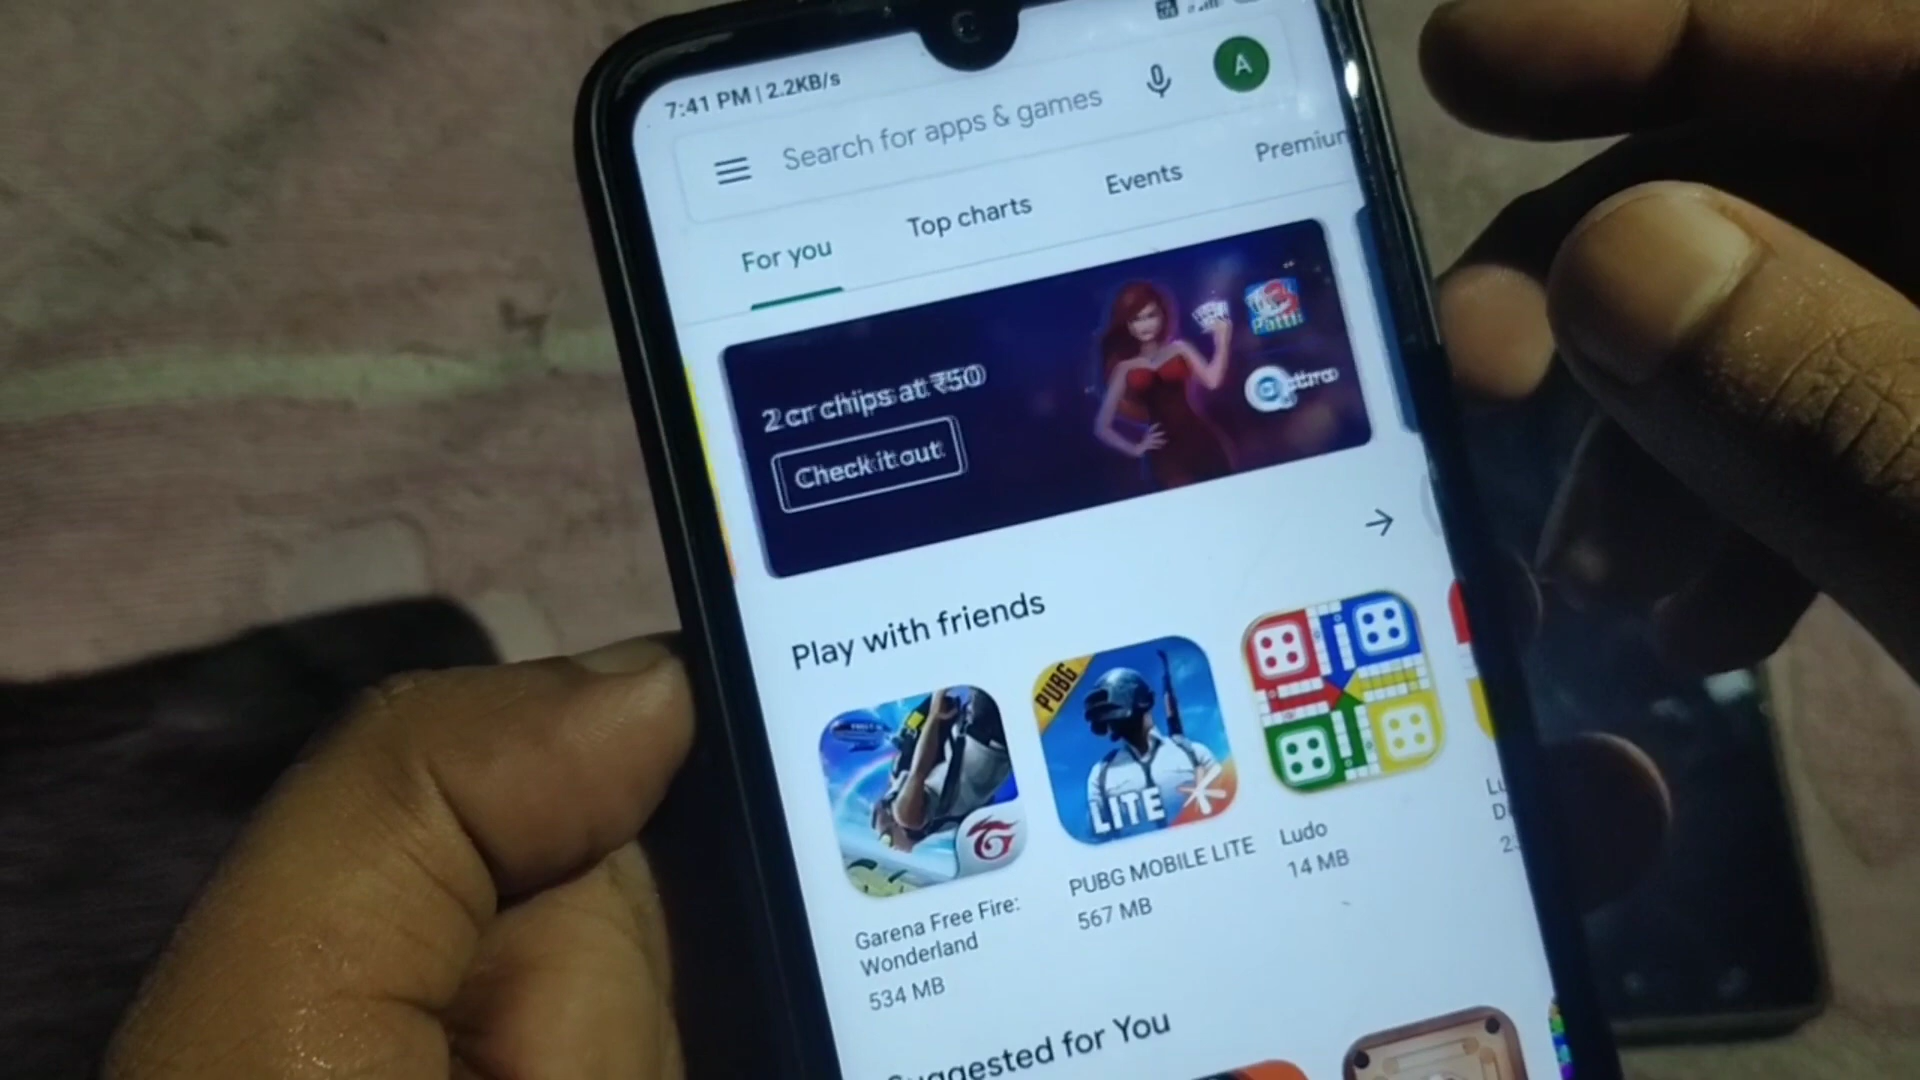 7:41 PM | 2.2KB/s
Search for apps & games
A
For you
Top charts
Events
Premium
2 cr chips at ₹50
Check it out
Patti
Play with friends
PUBG
LITE
Garena Free Fire:
Wonderland
534 MB
PUBG MOBILE LITE
567 MB
Ludo
14 MB
Suggested for You